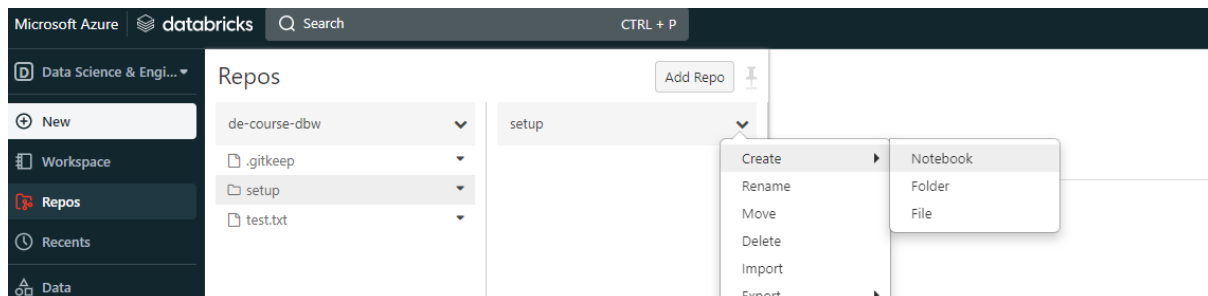 Microsoft Azure databricks Search CTRL + P
D Data Science & Engi...
Repos Add Repo
New
de-course-dbw setup
Workspace
.gitkeep
Create Notebook
setup
Rename Folder
Repos
test.txt
Move File
Recents
Delete
Import
Data
Export